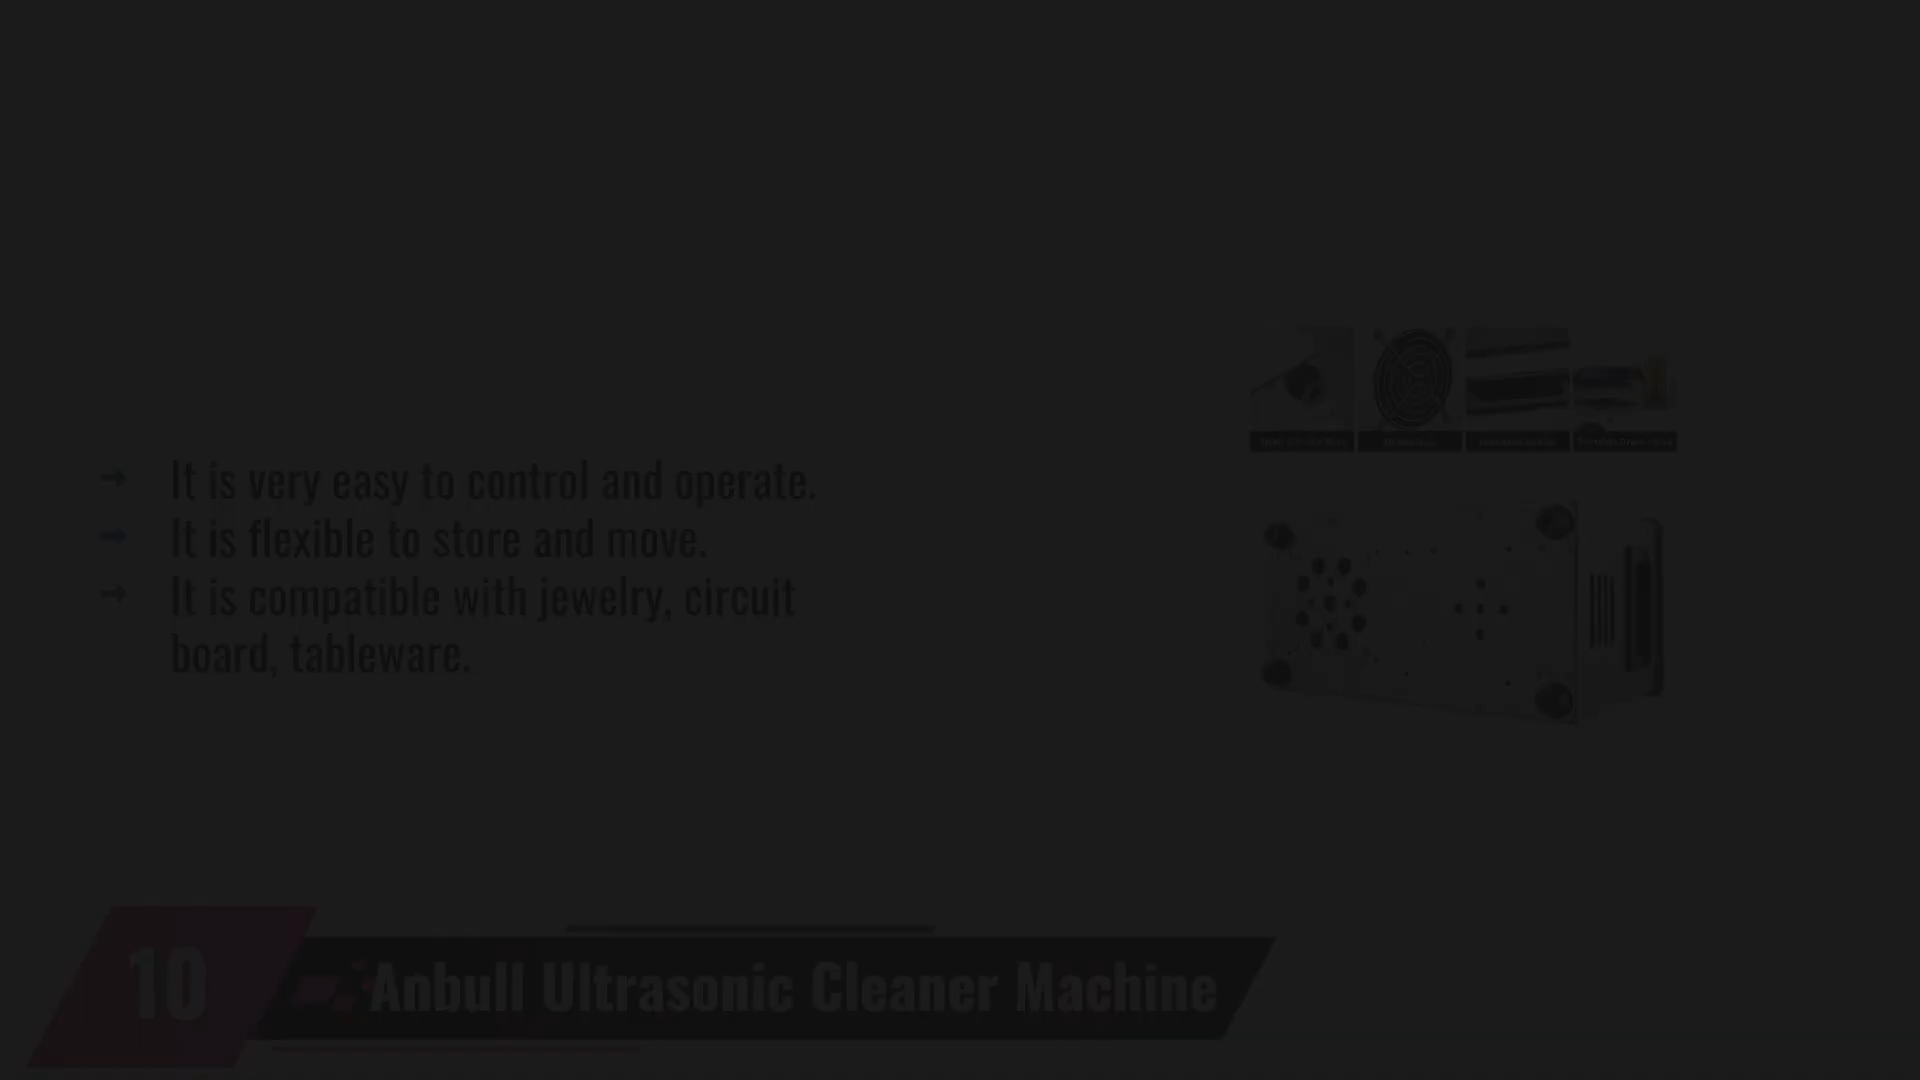 It is very easy to control and operate.
It is flexible to store and move.
It is compatible with jewelry, circuit
board, tableware.
10
Anbull Ultrasonic Cleaner Machine